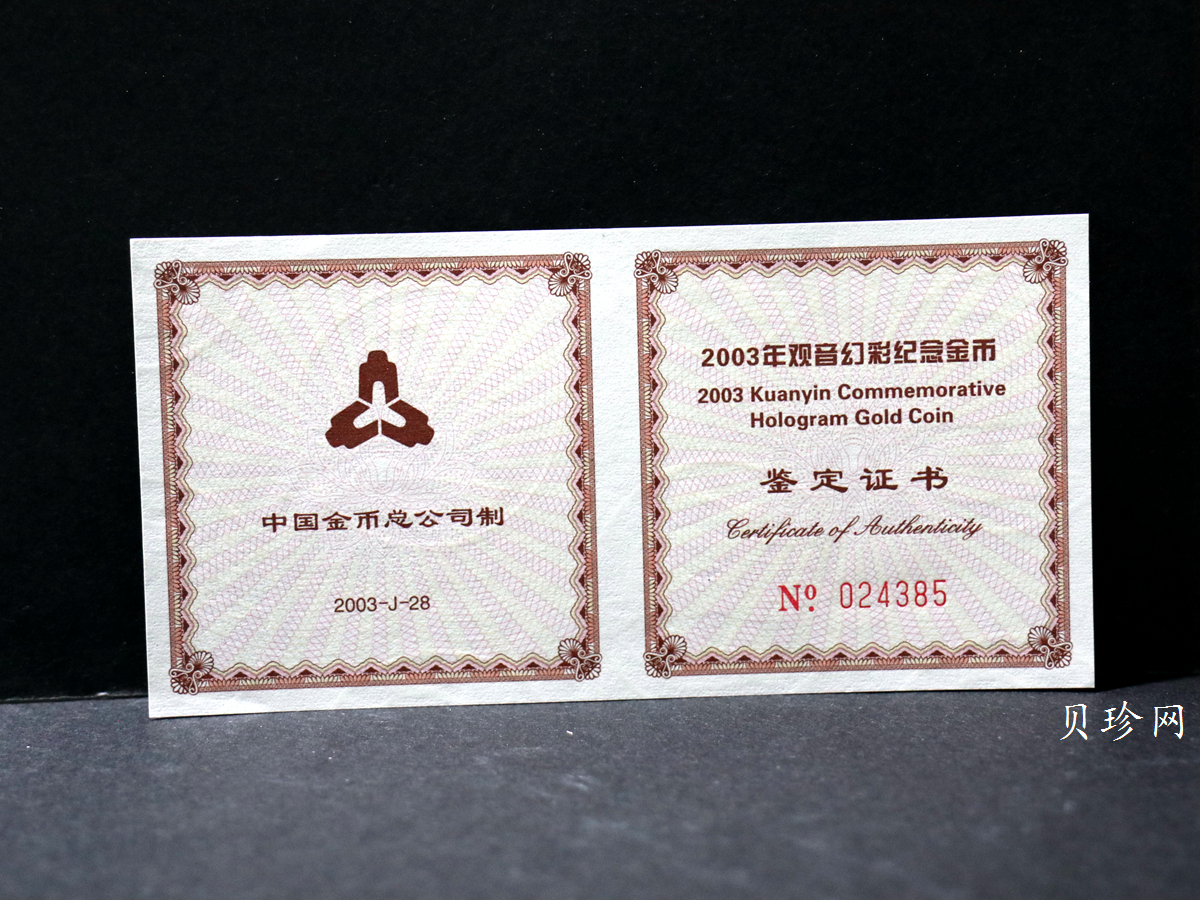 中国金币总公司制
2003-J-28
2003年观音幻彩纪念金币
2003 Kuanyin Commemorative
Hologram Gold Coin
鉴定证书
Certificate of Authenticity
Nº 024385
贝珍网